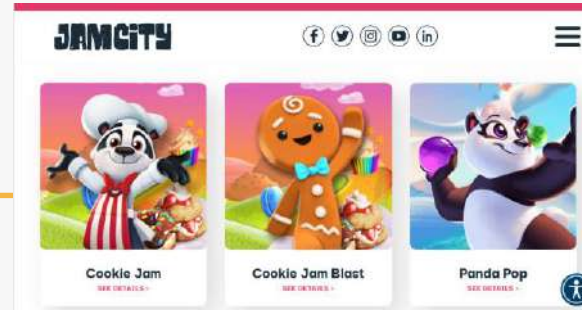 JAMCITY
Cookie Jam
SEE DETAILS >
Cookie Jam Blast
SEE DETAILS >
Panda Pop
SEE DETAILS >